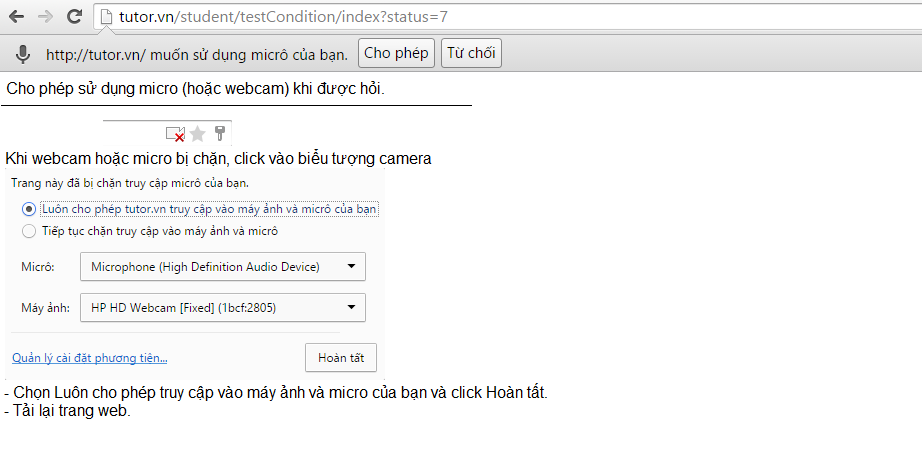 tutor.vn/student/testCondition/index?status=7
http://tutor.vn/ muốn sử dụng micrô của bạn. Cho phép Từ chối
Cho phép sử dụng micro (hoặc webcam) khi được hỏi.
Khi webcam hoặc micro bị chặn, click vào biểu tượng camera
Trang này đã bị chặn truy cập micrô của bạn.
Luôn cho phép tutor.vn truy cập vào máy ảnh và micrô của bạn
Tiếp tục chặn truy cập vào máy ảnh và micrô
Micrô: Microphone (High Definition Audio Device)
Máy ảnh: HP HD Webcam [Fixed] (1bcf:2805)
Quản lý cài đặt phương tiện... Hoàn tất
- Chọn Luôn cho phép truy cập vào máy ảnh và micro của bạn và click Hoàn tất.
- Tải lại trang web.